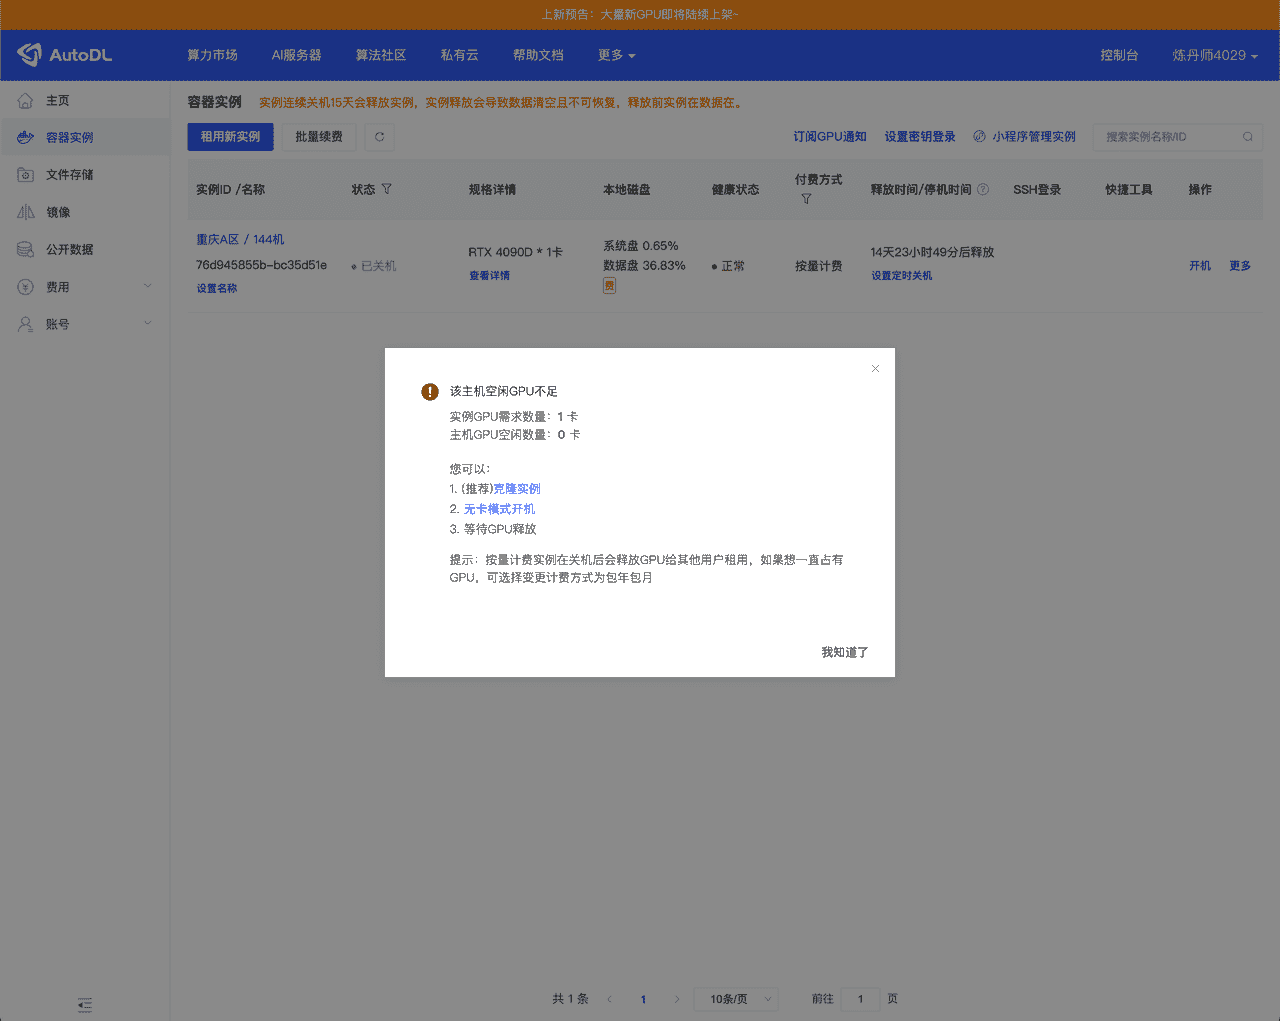 上新预告：大量新GPU即将陆续上架~
AutoDL
算力市场 AI服务器 算法社区 私有云 帮助文档 更多 控制台 炼丹师4029
主页
容器实例
文件存储
镜像
公开数据
费用
账号
容器实例 实例连续关机15天会释放实例，实例释放会导致数据清空且不可恢复，释放前实例在数据在。
租用新实例 批量续费 订阅GPU通知 设置密钥登录 小程序管理实例 搜索实例名称/ID
实例ID /名称 状态 规格详情 本地磁盘 健康状态 付费方式 释放时间/停机时间 SSH登录 快捷工具 操作
重庆A区 / 144机
76d945855b-bc35d51e
设置名称
已关机
RTX 4090D * 1卡
查看详情
系统盘 0.65%
数据盘 36.83%
费
正常
按量计费
14天23小时49分后释放
设置定时关机
开机 更多
该主机空闲GPU不足
实例GPU需求数量：1 卡
主机GPU空闲数量：0 卡
您可以：
1. (推荐)克隆实例
2. 无卡模式开机
3. 等待GPU释放
提示：按量计费实例在关机后会释放GPU给其他用户租用，如果想一直占有
GPU，可选择变更计费方式为包年包月
我知道了
共 1 条 1 10条/页 前往 1 页